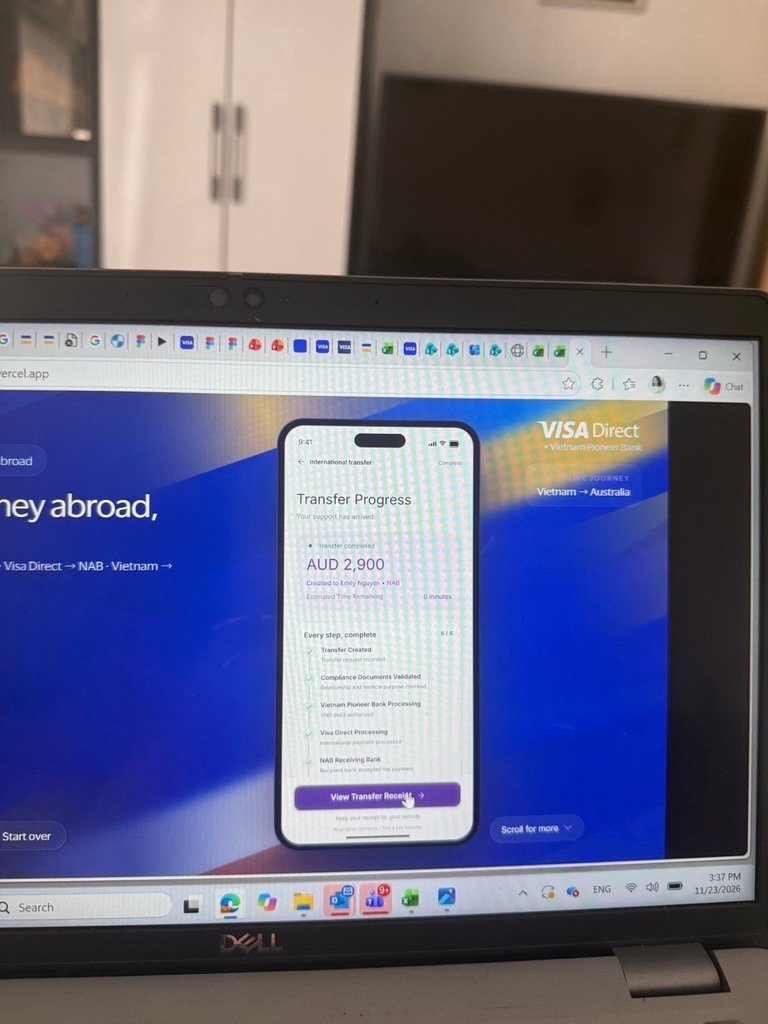 ercel.app
Chat
broad
ney abroad,
Visa Direct → NAB - Vietnam →
Start over
9:41
← International transfer
Complete
Transfer Progress
Your support has arrived.
Transfer completed
AUD 2,900
Credited to Emily Nguyen • NAB
Estimated Time Remaining
0 minutes
Every step, complete
6 / 6
Transfer Created
Transfer request recorded
Compliance Documents Validated
Relationship and medical purpose checked
Vietnam Pioneer Bank Processing
VND debit authorized
Visa Direct Processing
International payment processed
NAB Receiving Bank
Recipient bank accepted the payment
View Transfer Receipt →
Keep your receipt for your records
VISA Direct
Vietnam Pioneer Bank
JOURNEY
Vietnam → Australia
Scroll for more
Search
9+
ENG
3:37 PM
11/23/2026
DELL